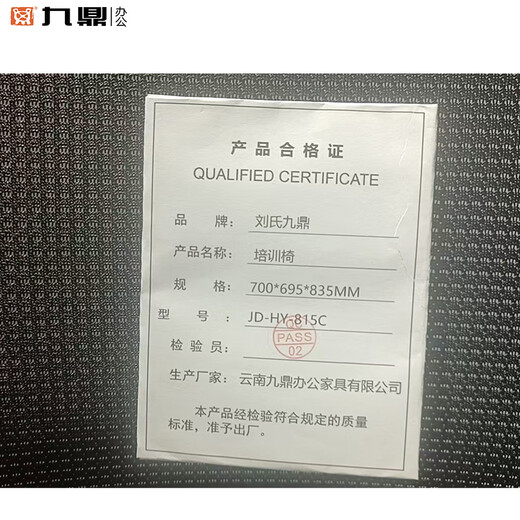 九鼎办公
产品合格证
QUALIFIED CERTIFICATE
品 牌: 刘氏九鼎
产品名称: 培训椅
规 格: 700*695*835MM
型 号: JD-HY-815C
QC
PASS
02
检验员:
生产厂家: 云南九鼎办公家具有限公司
本产品经检验符合规定的质量
标准，准予出厂。